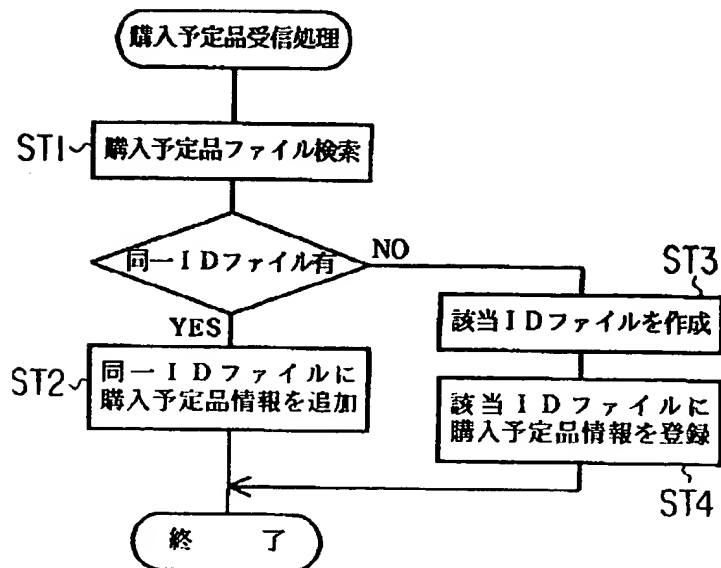 購入予定品受信処理
ST1
購入予定品ファイル検索
同一IDファイル有
NO
YES
ST2
同一IDファイルに
購入予定品情報を追加
ST3
該当IDファイルを作成
該当IDファイルに
購入予定品情報を登録
ST4
終 了